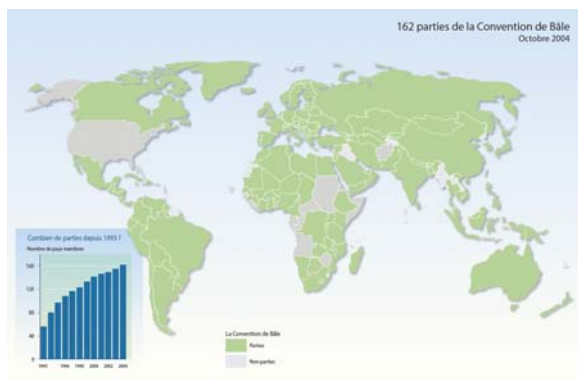 162 parties de la Convention de Bâle
Octobre 2004
Combien de parties depuis 1993 ?
Nombre de pays membres
160
120
80
40
0
1993 1996 1998 2000 2002 2004
La Convention de Bâle
Parties
Non-parties